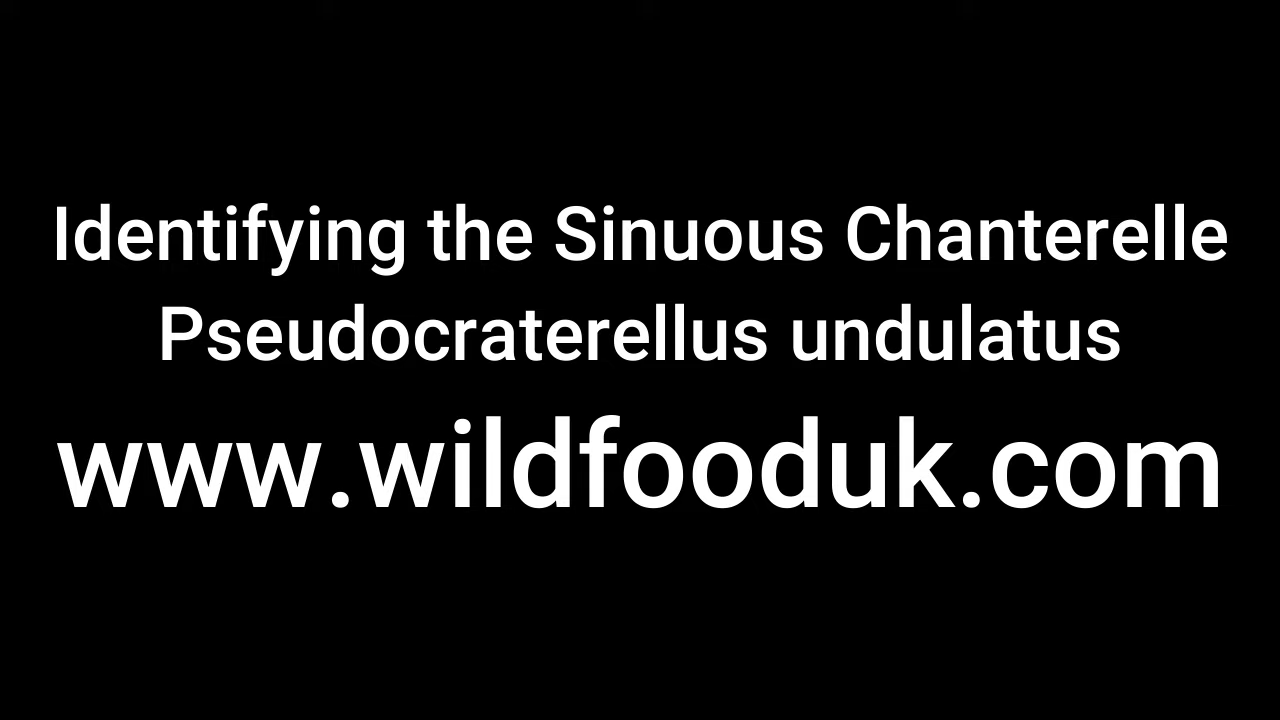 Identifying the Sinuous Chanterelle
Pseudocraterellus undulatus
www.wildfooduk.com